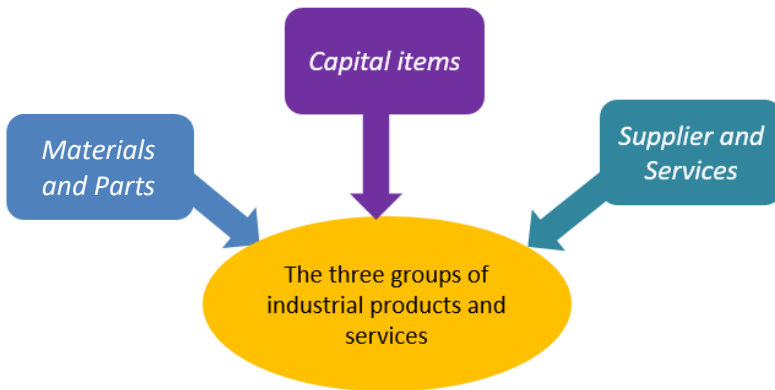 Capital items
Materials
and Parts
Supplier and
Services
The three groups of
industrial products and
services